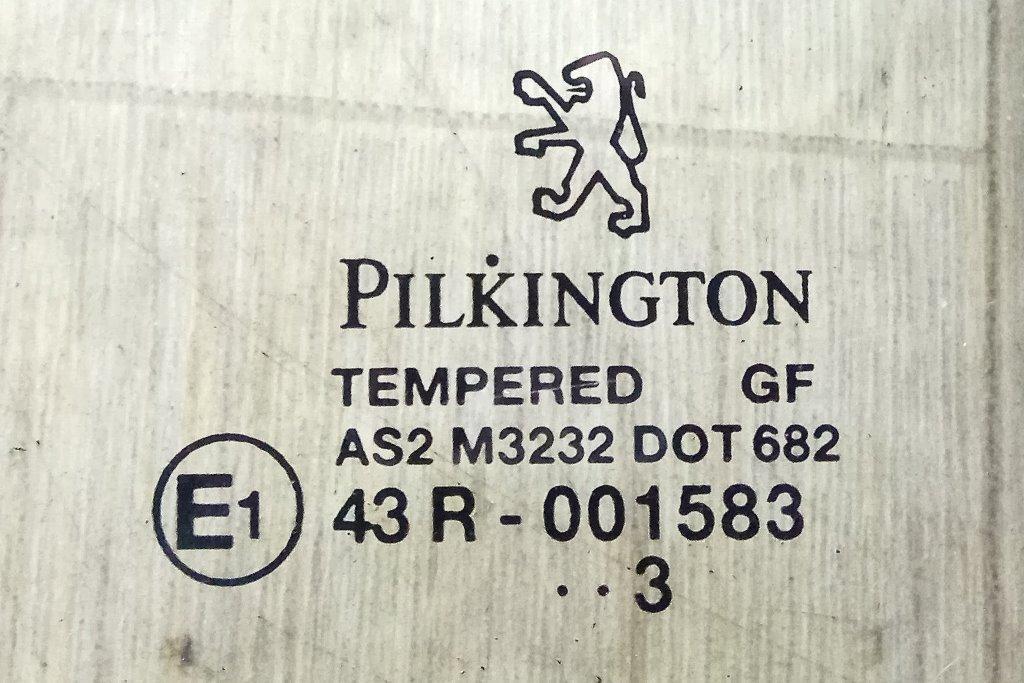 PILKINGTON
TEMPERED GF
AS2 M3232 DOT 682
E1 43 R - 001583
. . 3